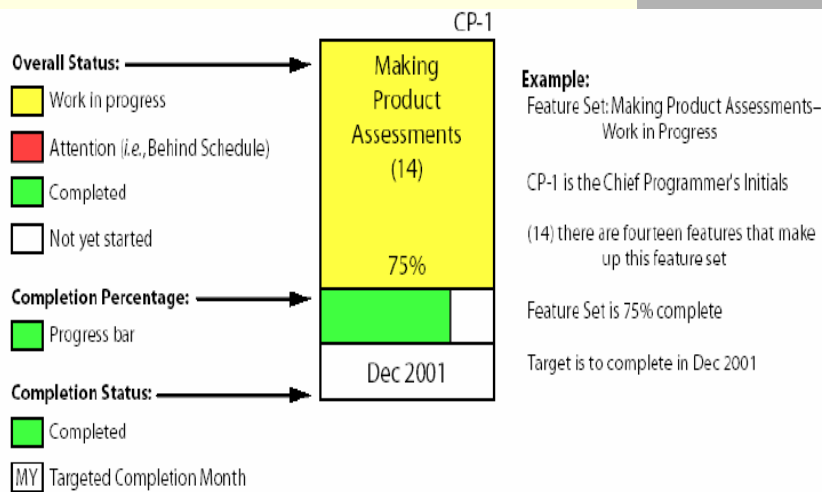 CP-1
Overall Status:
Work in progress
Attention (i.e., Behind Schedule)
Completed
Not yet started
Completion Percentage:
Progress bar
Completion Status:
Completed
MY Targeted Completion Month
Making
Product
Assessments
(14)
75%
Dec 2001
Example:
Feature Set: Making Product Assessments–
Work in Progress
CP-1 is the Chief Programmer's Initials
(14) there are fourteen features that make
up this feature set
Feature Set is 75% complete
Target is to complete in Dec 2001